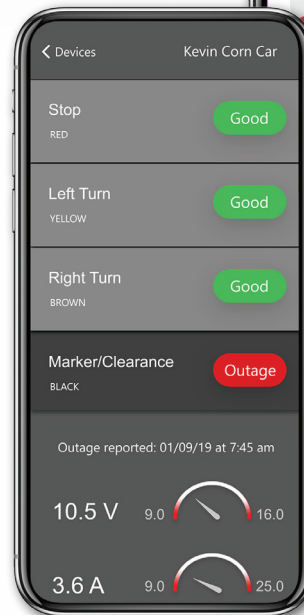 Devices Kevin Corn Car
Stop
RED
Good
Left Turn
YELLOW
Good
Right Turn
BROWN
Good
Marker/Clearance
BLACK
Outage
Outage reported: 01/09/19 at 7:45 am
10.5 V 9.0 16.0
3.6 A 9.0 25.0